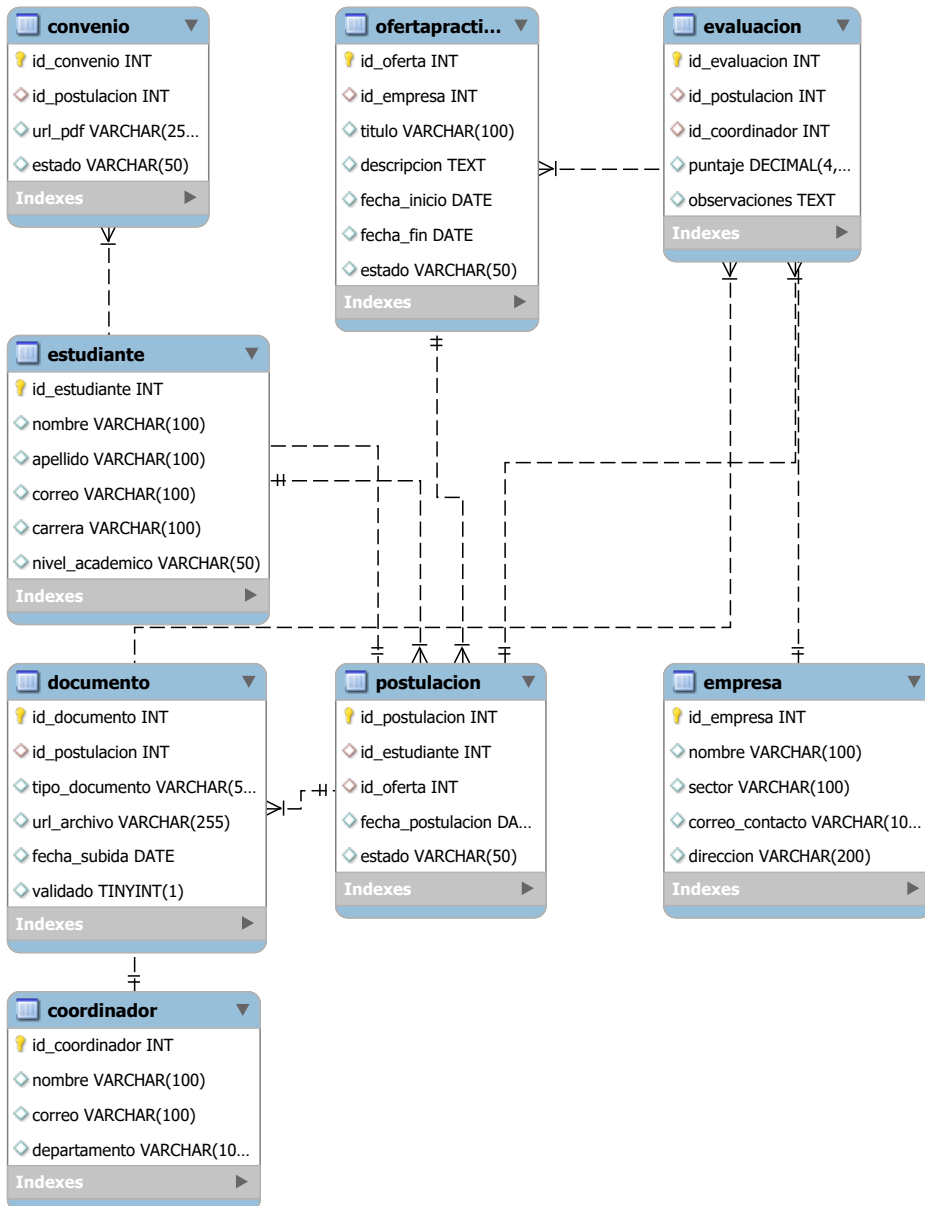 convenio
id_convenio INT
id_postulacion INT
url_pdf VARCHAR(25...
estado VARCHAR(50)
Indexes
ofertapracti...
id_oferta INT
id_empresa INT
titulo VARCHAR(100)
descripcion TEXT
fecha_inicio DATE
fecha_fin DATE
estado VARCHAR(50)
Indexes
evaluacion
id_evaluacion INT
id_postulacion INT
id_coordinador INT
puntaje DECIMAL(4,...
observaciones TEXT
Indexes
estudiante
id_estudiante INT
nombre VARCHAR(100)
apellido VARCHAR(100)
correo VARCHAR(100)
carrera VARCHAR(100)
nivel_academico VARCHAR(50)
Indexes
documento
id_documento INT
id_postulacion INT
tipo_documento VARCHAR(5...
url_archivo VARCHAR(255)
fecha_subida DATE
validado TINYINT(1)
Indexes
postulacion
id_postulacion INT
id_estudiante INT
id_oferta INT
fecha_postulacion DA...
estado VARCHAR(50)
Indexes
empresa
id_empresa INT
nombre VARCHAR(100)
sector VARCHAR(100)
correo_contacto VARCHAR(10...
direccion VARCHAR(200)
Indexes
coordinador
id_coordinador INT
nombre VARCHAR(100)
correo VARCHAR(100)
departamento VARCHAR(10...
Indexes